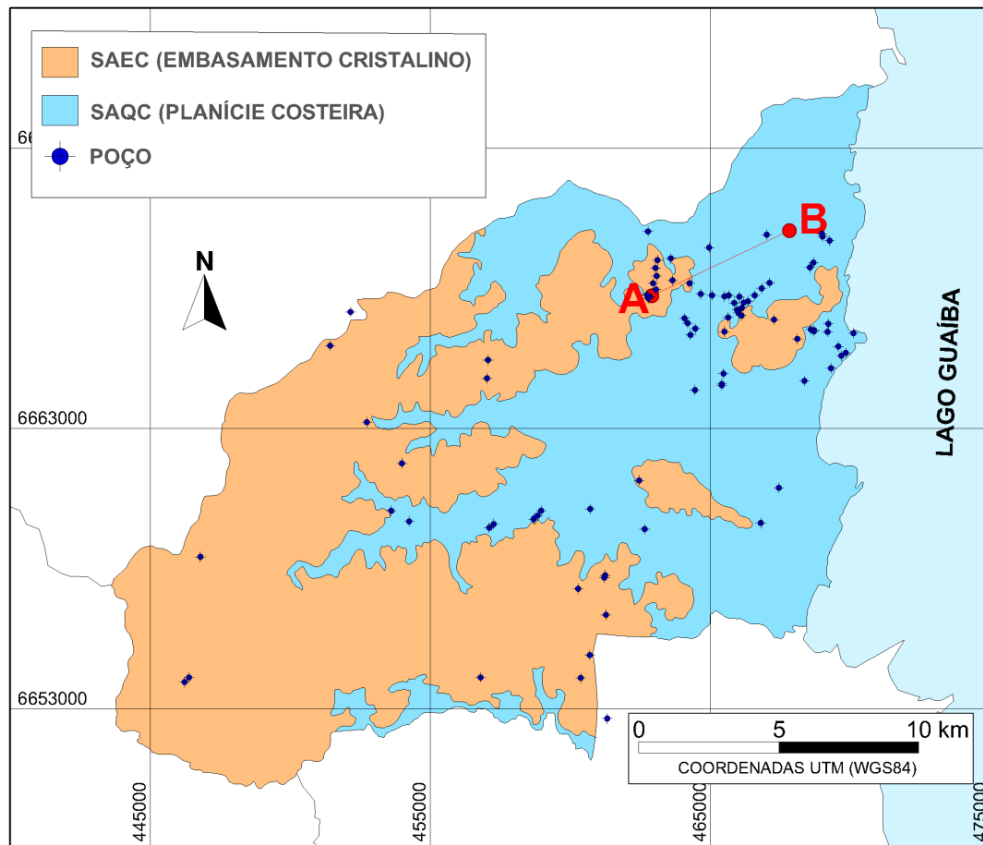 SAEC (EMBASAMENTO CRISTALINO)
SAQC (PLANÍCIE COSTEIRA)
POÇO
B
N
A
LAGO GUAÍBA
6663000
6653000
0 5 10 km
COORDENADAS UTM (WGS84)
445000
455000
465000
475000